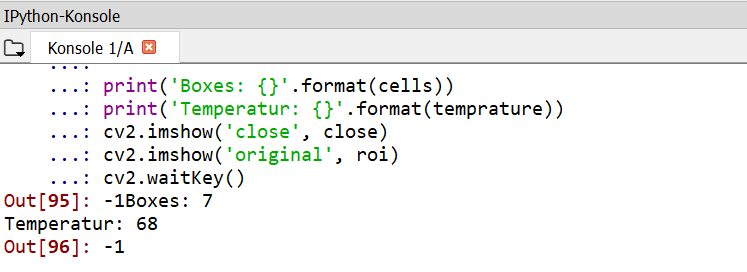 IPython-Konsole
Konsole 1/A
...:
...: print('Boxes: {}'.format(cells))
...: print('Temperatur: {}'.format(temprature))
...: cv2.imshow('close', close)
...: cv2.imshow('original', roi)
...: cv2.waitKey()
Out[95]: -1Boxes: 7
Temperatur: 68
Out[96]: -1